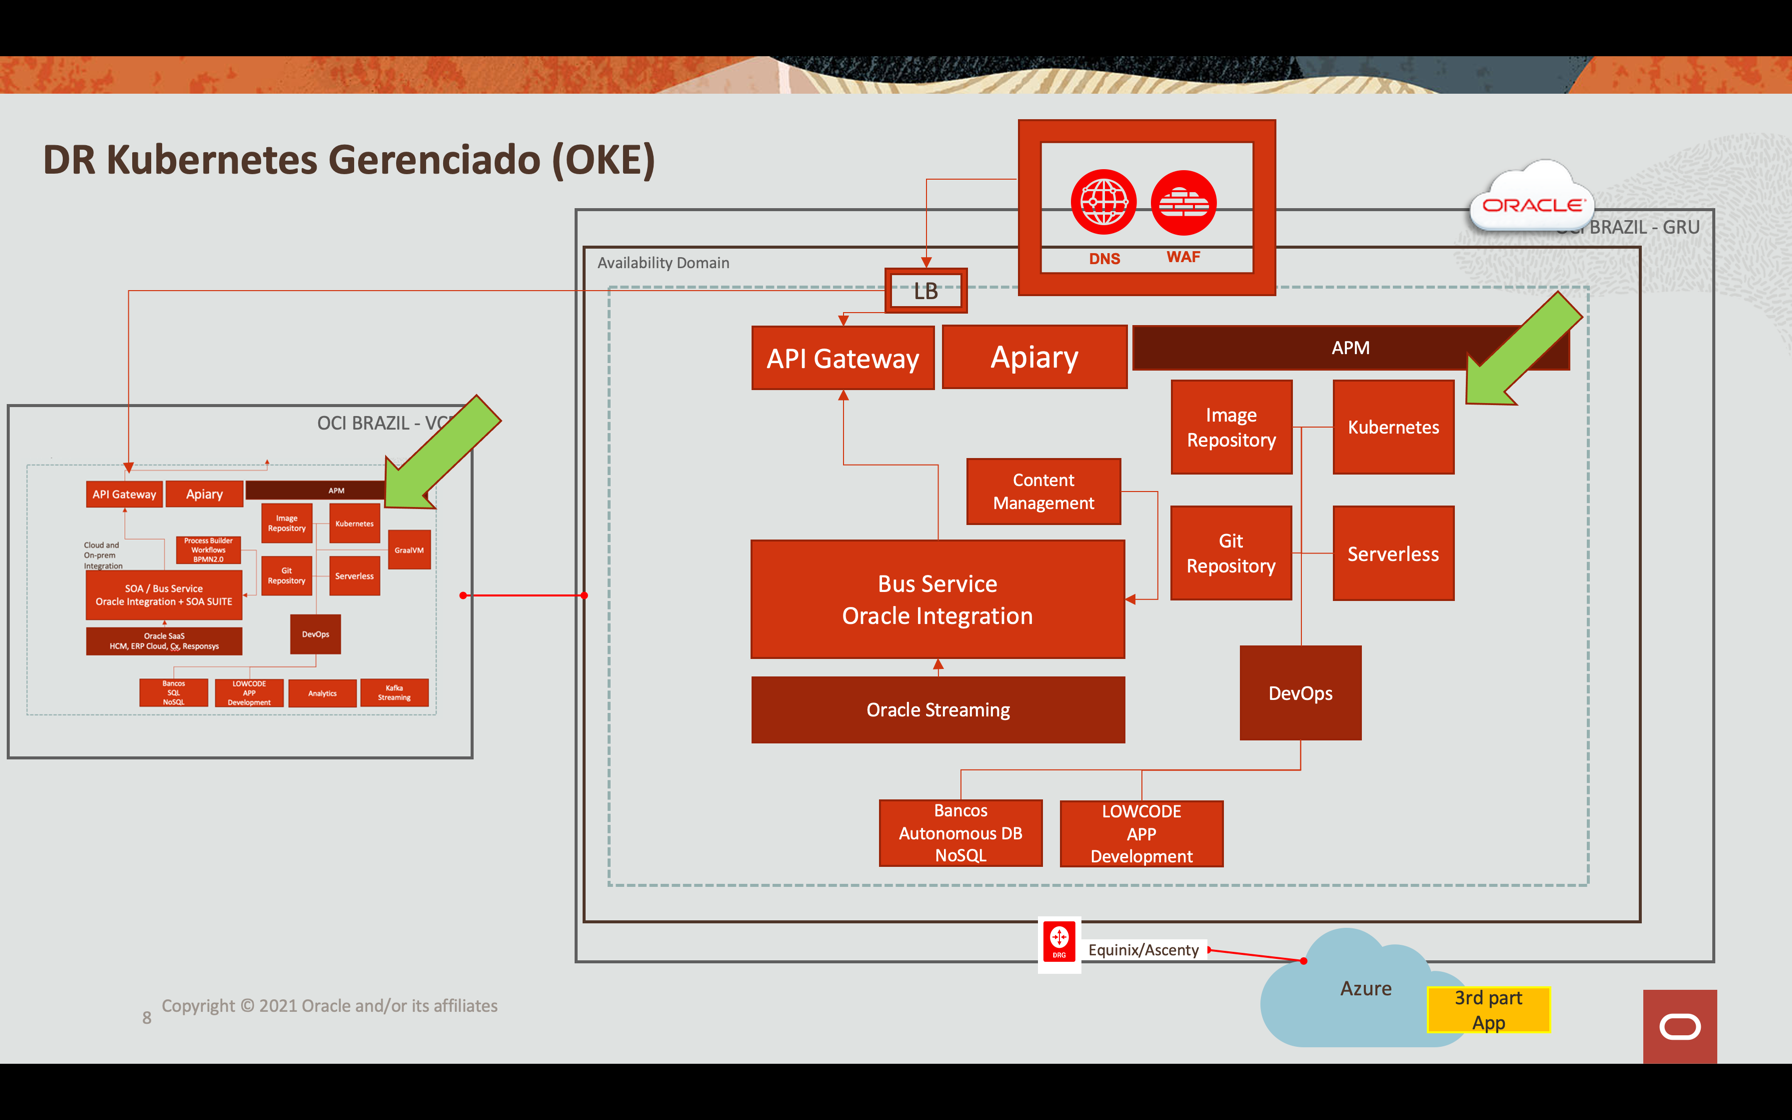 DR Kubernetes Gerenciado (OKE)
DNS
WAF
ORACLE
OCI BRAZIL - GRU
Availability Domain
LB
API Gateway
Apiary
APM
Image
Repository
Kubernetes
Content
Management
Git
Repository
Serverless
Bus Service
Oracle Integration
Oracle Streaming
DevOps
Bancos
Autonomous DB
NoSQL
LOWCODE
APP
Development
OCI BRAZIL -
API Gateway
Apiary
APM
Image
Repository
Kubernetes
Process Builder
Workflows
BPMN2.0
GraalVM
Cloud and
On-prem
Integration
Git
Repository
Serverless
SOA / Bus Service
Oracle Integration + SOA SUITE
Oracle SaaS
HCM, ERP Cloud, Cx, Responsys
DevOps
Bancos
SQL
NoSQL
LOWCODE
APP
Development
Analytics
Kafka
Streaming
DRG
Equinix/Ascenty
Azure
3rd part
App
8
Copyright © 2021 Oracle and/or its affiliates